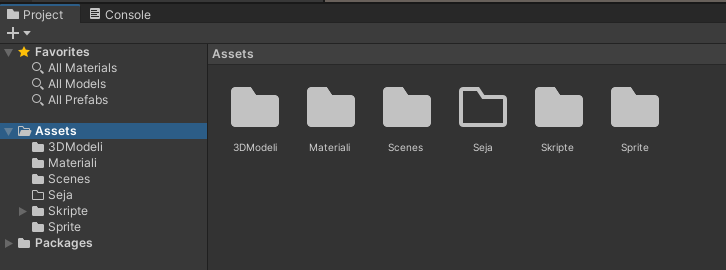 Project
Console
Favorites
All Materials
All Models
All Prefabs
Assets
3DModeli
Materiali
Scenes
Seja
Skripte
Sprite
Packages
Assets
3DModeli Materiali Scenes Seja Skripte Sprite